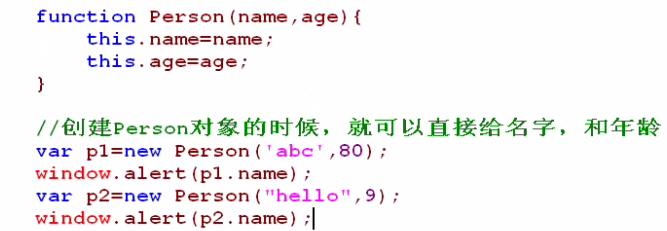 function Person(name,age){
this.name=name;
this.age=age;
}
//创建Person对象的时候，就可以直接给名字，和年龄
var p1=new Person('abc',80);
window.alert(p1.name);
var p2=new Person("hello",9);
window.alert(p2.name);